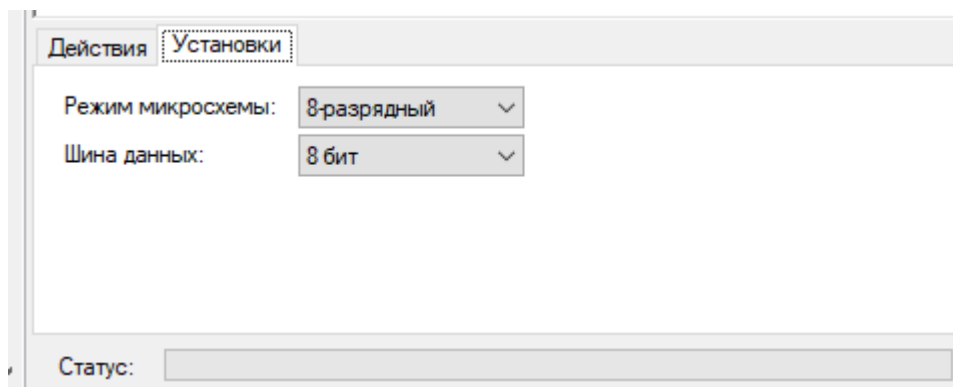 Действия Установки
Режим микросхемы: 8-разрядный
Шина данных: 8 бит
Статус: